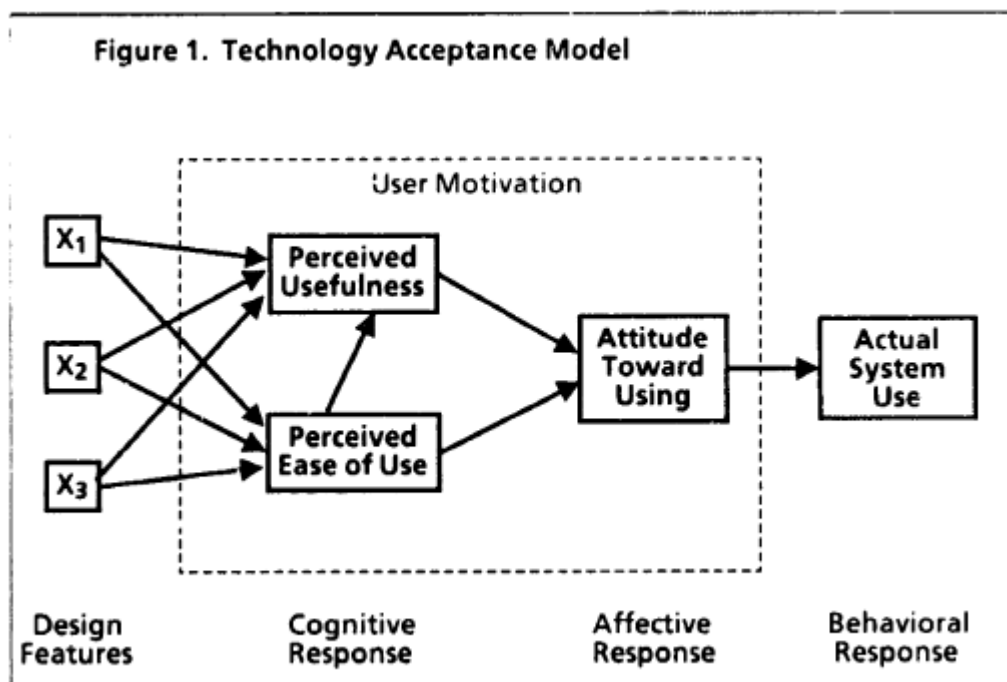 Figure 1. Technology Acceptance Model
User Motivation
X1
X2
X3
Perceived
Usefulness
Perceived
Ease of Use
Attitude
Toward
Using
Actual
System
Use
Design
Features
Cognitive
Response
Affective
Response
Behavioral
Response